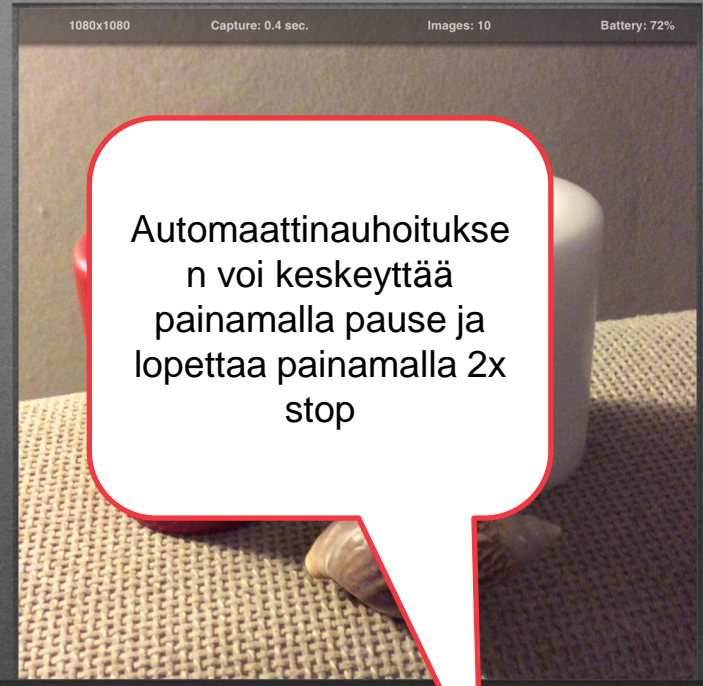 1080x1080 Capture: 0.4 sec. Images: 10 Battery: 72%
Automaattinauhoitukse
n voi keskeyttää
painamalla pause ja
lopettaa painamalla 2x
stop